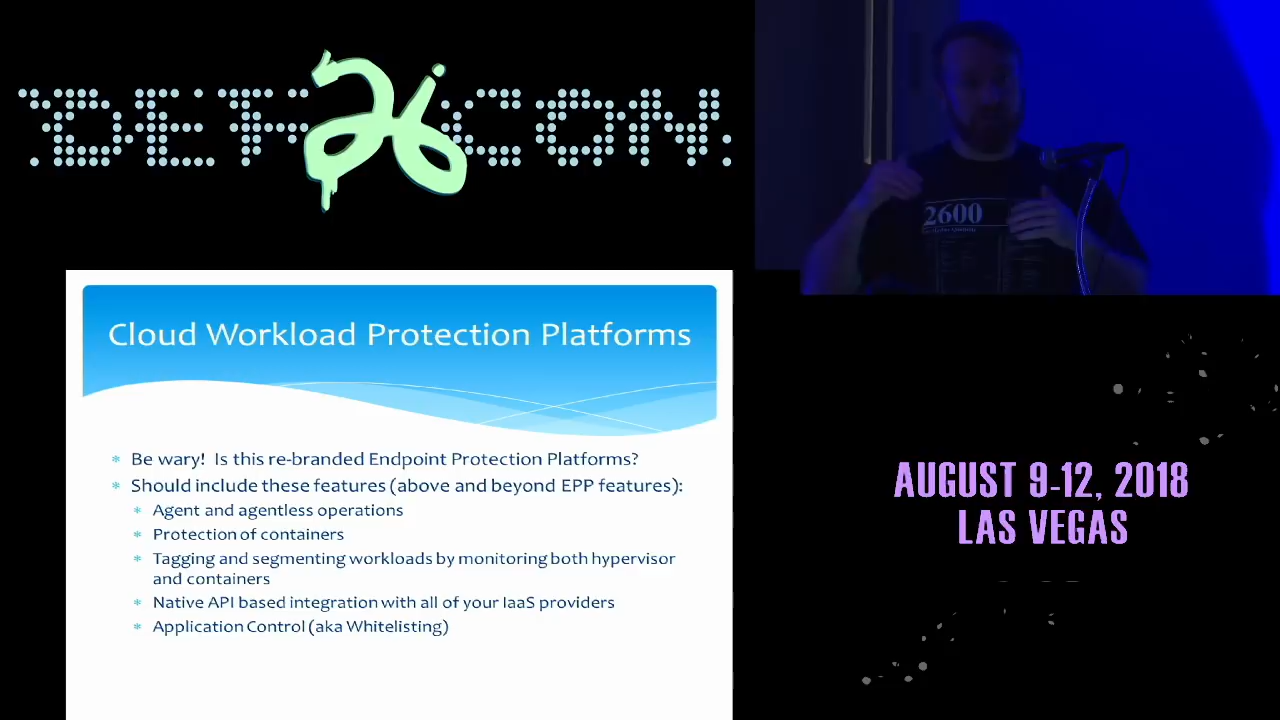 DEF 26 CON
2600
Cloud Workload Protection Platforms
Be wary! Is this re-branded Endpoint Protection Platforms?
Should include these features (above and beyond EPP features):
Agent and agentless operations
Protection of containers
Tagging and segmenting workloads by monitoring both hypervisor
and containers
Native API based integration with all of your IaaS providers
Application Control (aka Whitelisting)
AUGUST 9-12, 2018
LAS VEGAS